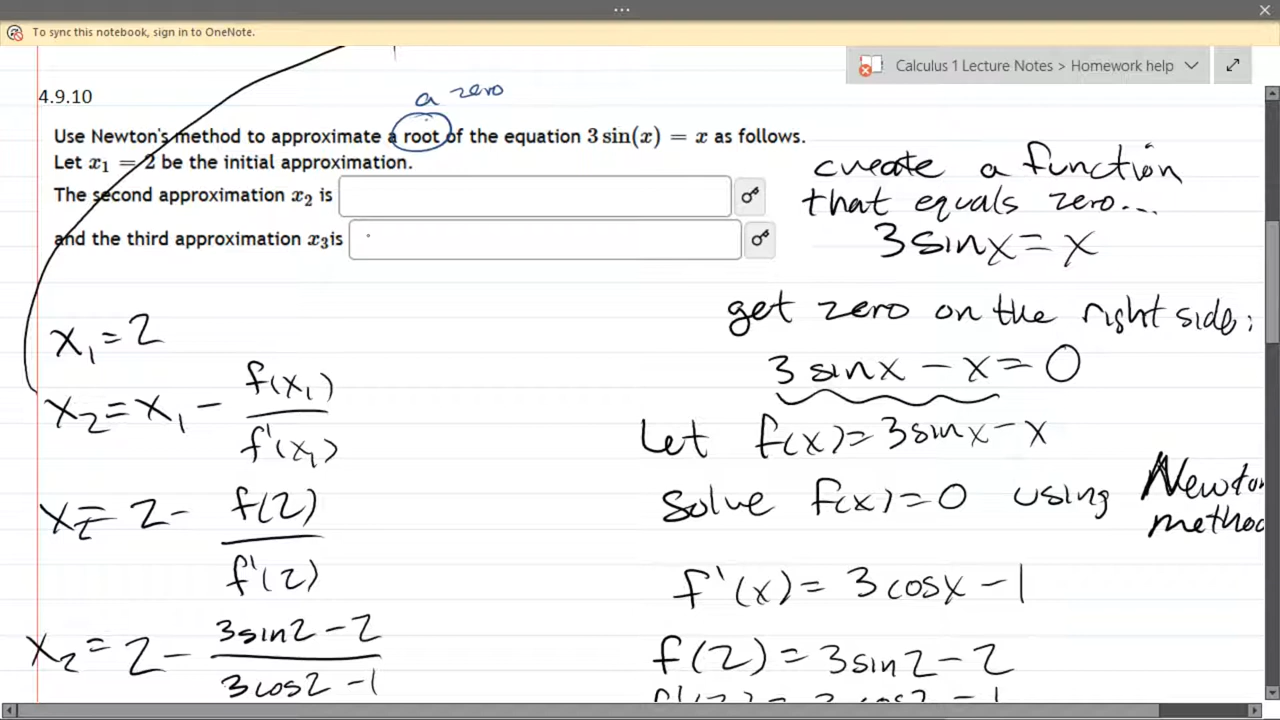 To sync this notebook, sign in to OneNote.
Calculus 1 Lecture Notes > Homework help
4.9.10
a zero
Use Newton's method to approximate a root of the equation 3 sin(x) = x as follows.
Let x₁ = 2 be the initial approximation.
The second approximation x₂ is
and the third approximation x₃is
create a function
that equals zero...
3sinx = x
get zero on the right side:
3 sinx - x = 0
Let f(x) = 3sinx - x
Solve f(x) = 0 using Newton
method
f'(x) = 3cosx - 1
f(2) = 3sin2 - 2
x₁ = 2
x₂ = x₁ - f(x₁)/f'(x₁)
x₂ = 2 - f(2)/f'(2)
x₂ = 2 - (3sin2 - 2)/(3cos2 - 1)